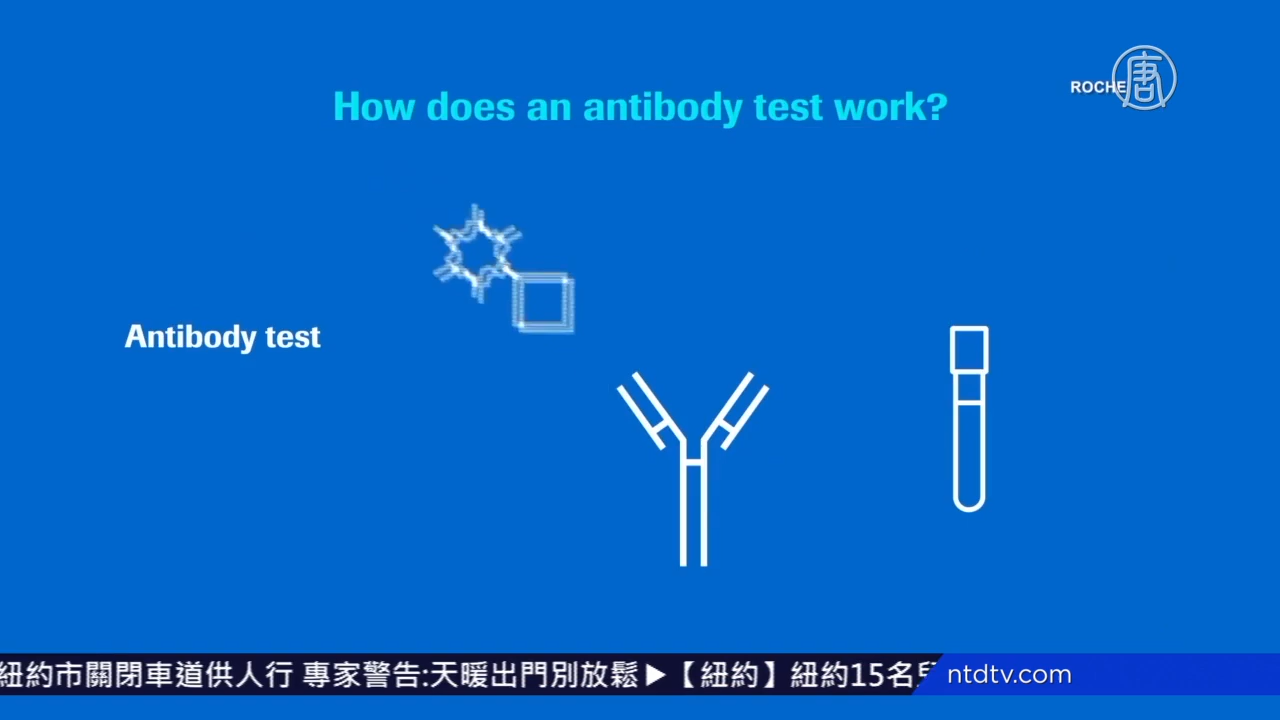 How does an antibody test work?
ROCHE
唐
Antibody test
紐約市關閉車道供人行 專家警告:天暖出門別放鬆▶【紐約】紐約15名
ntdtv.com